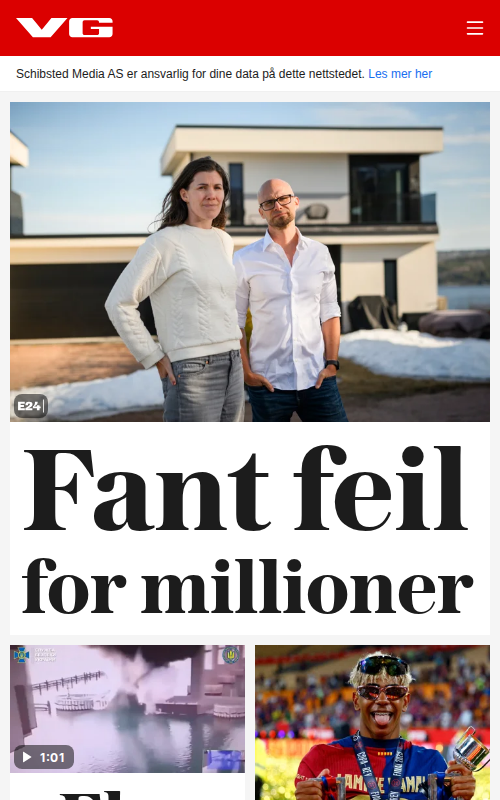 VG
Schibsted Media AS er ansvarlig for dine data på dette nettstedet. Les mer her
E24
Fant feil
for millioner
1:01